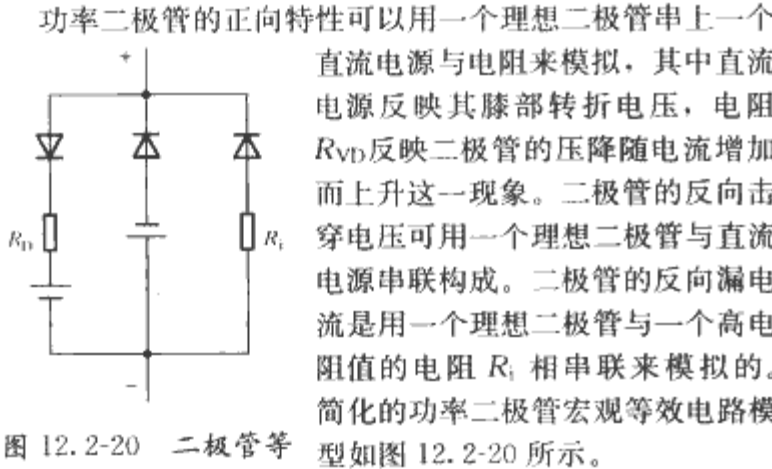 功率二极管的正向特性可以用一个理想二极管串上一个
直流电源与电阻来模拟，其中直流
电源反映其膝部转折电压，电阻
RVD反映二极管的压降随电流增加
而上升这一现象。二极管的反向击
穿电压可用一个理想二极管与直流
电源串联构成。二极管的反向漏电
流是用一个理想二极管与一个高电
阻值的电阻 Ri 相串联来模拟的。
简化的功率二极管宏观等效电路模
型如图 12.2-20 所示。
+
RD
Ri
−
图 12.2-20 二极管等